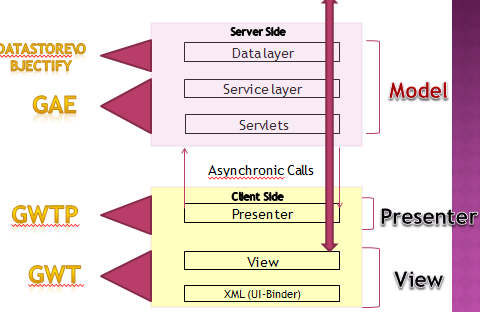 Server Side
DATASTORE\O
BJECTIFY
Data layer
Service layer
Model
GAE
Servlets
Asynchronic Calls
Client Side
GWTP
Presenter
Presenter
GWT
View
View
XML (UI-Binder)